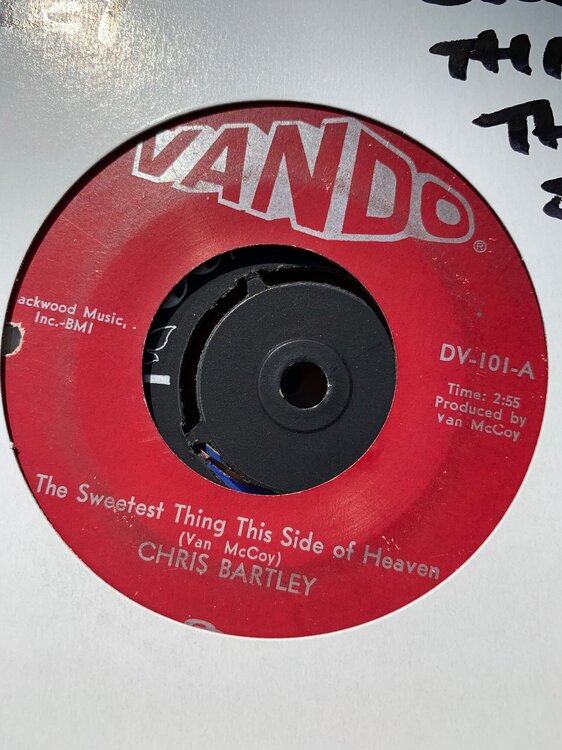 VANDO
®
ackwood Music,
Inc.-BMI
DV-101-A
Time: 2:55
Produced by
Van McCoy
The Sweetest Thing This Side of Heaven
(Van McCoy)
CHRIS BARTLEY